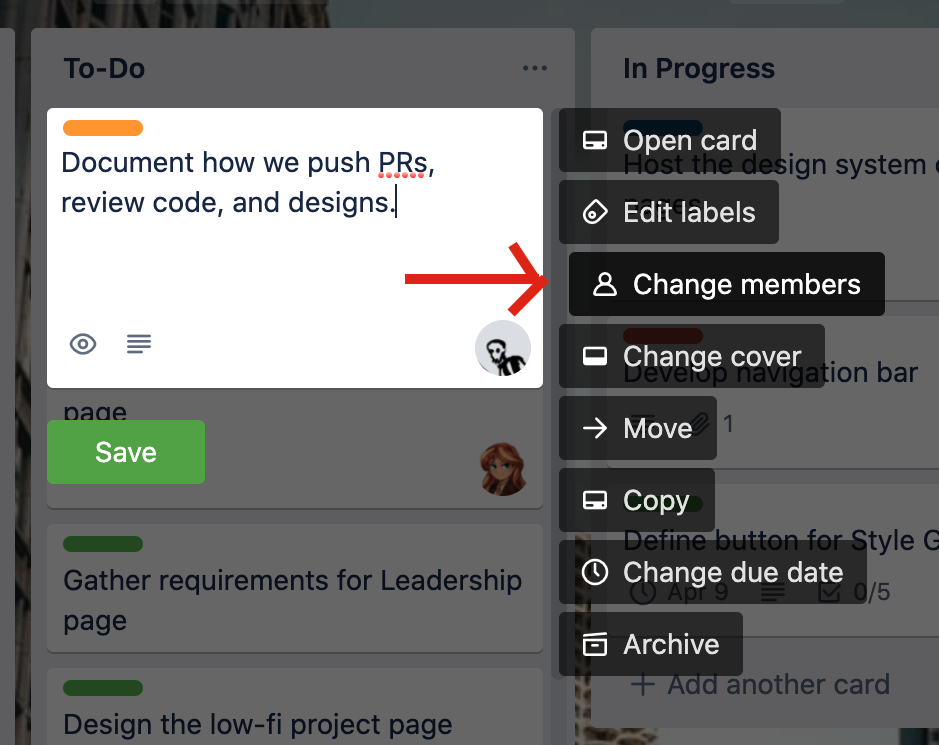 To-Do
Document how we push PRs,
review code, and designs.
page
Save
Gather requirements for Leadership
page
Design the low-fi project page
In Progress
Open card
Host the design system
Edit labels
pages
Change members
Change cover
Develop navigation bar
Move
1
Copy
Define button for Style G
Change due date
Apr 9
0/5
Archive
+ Add another card